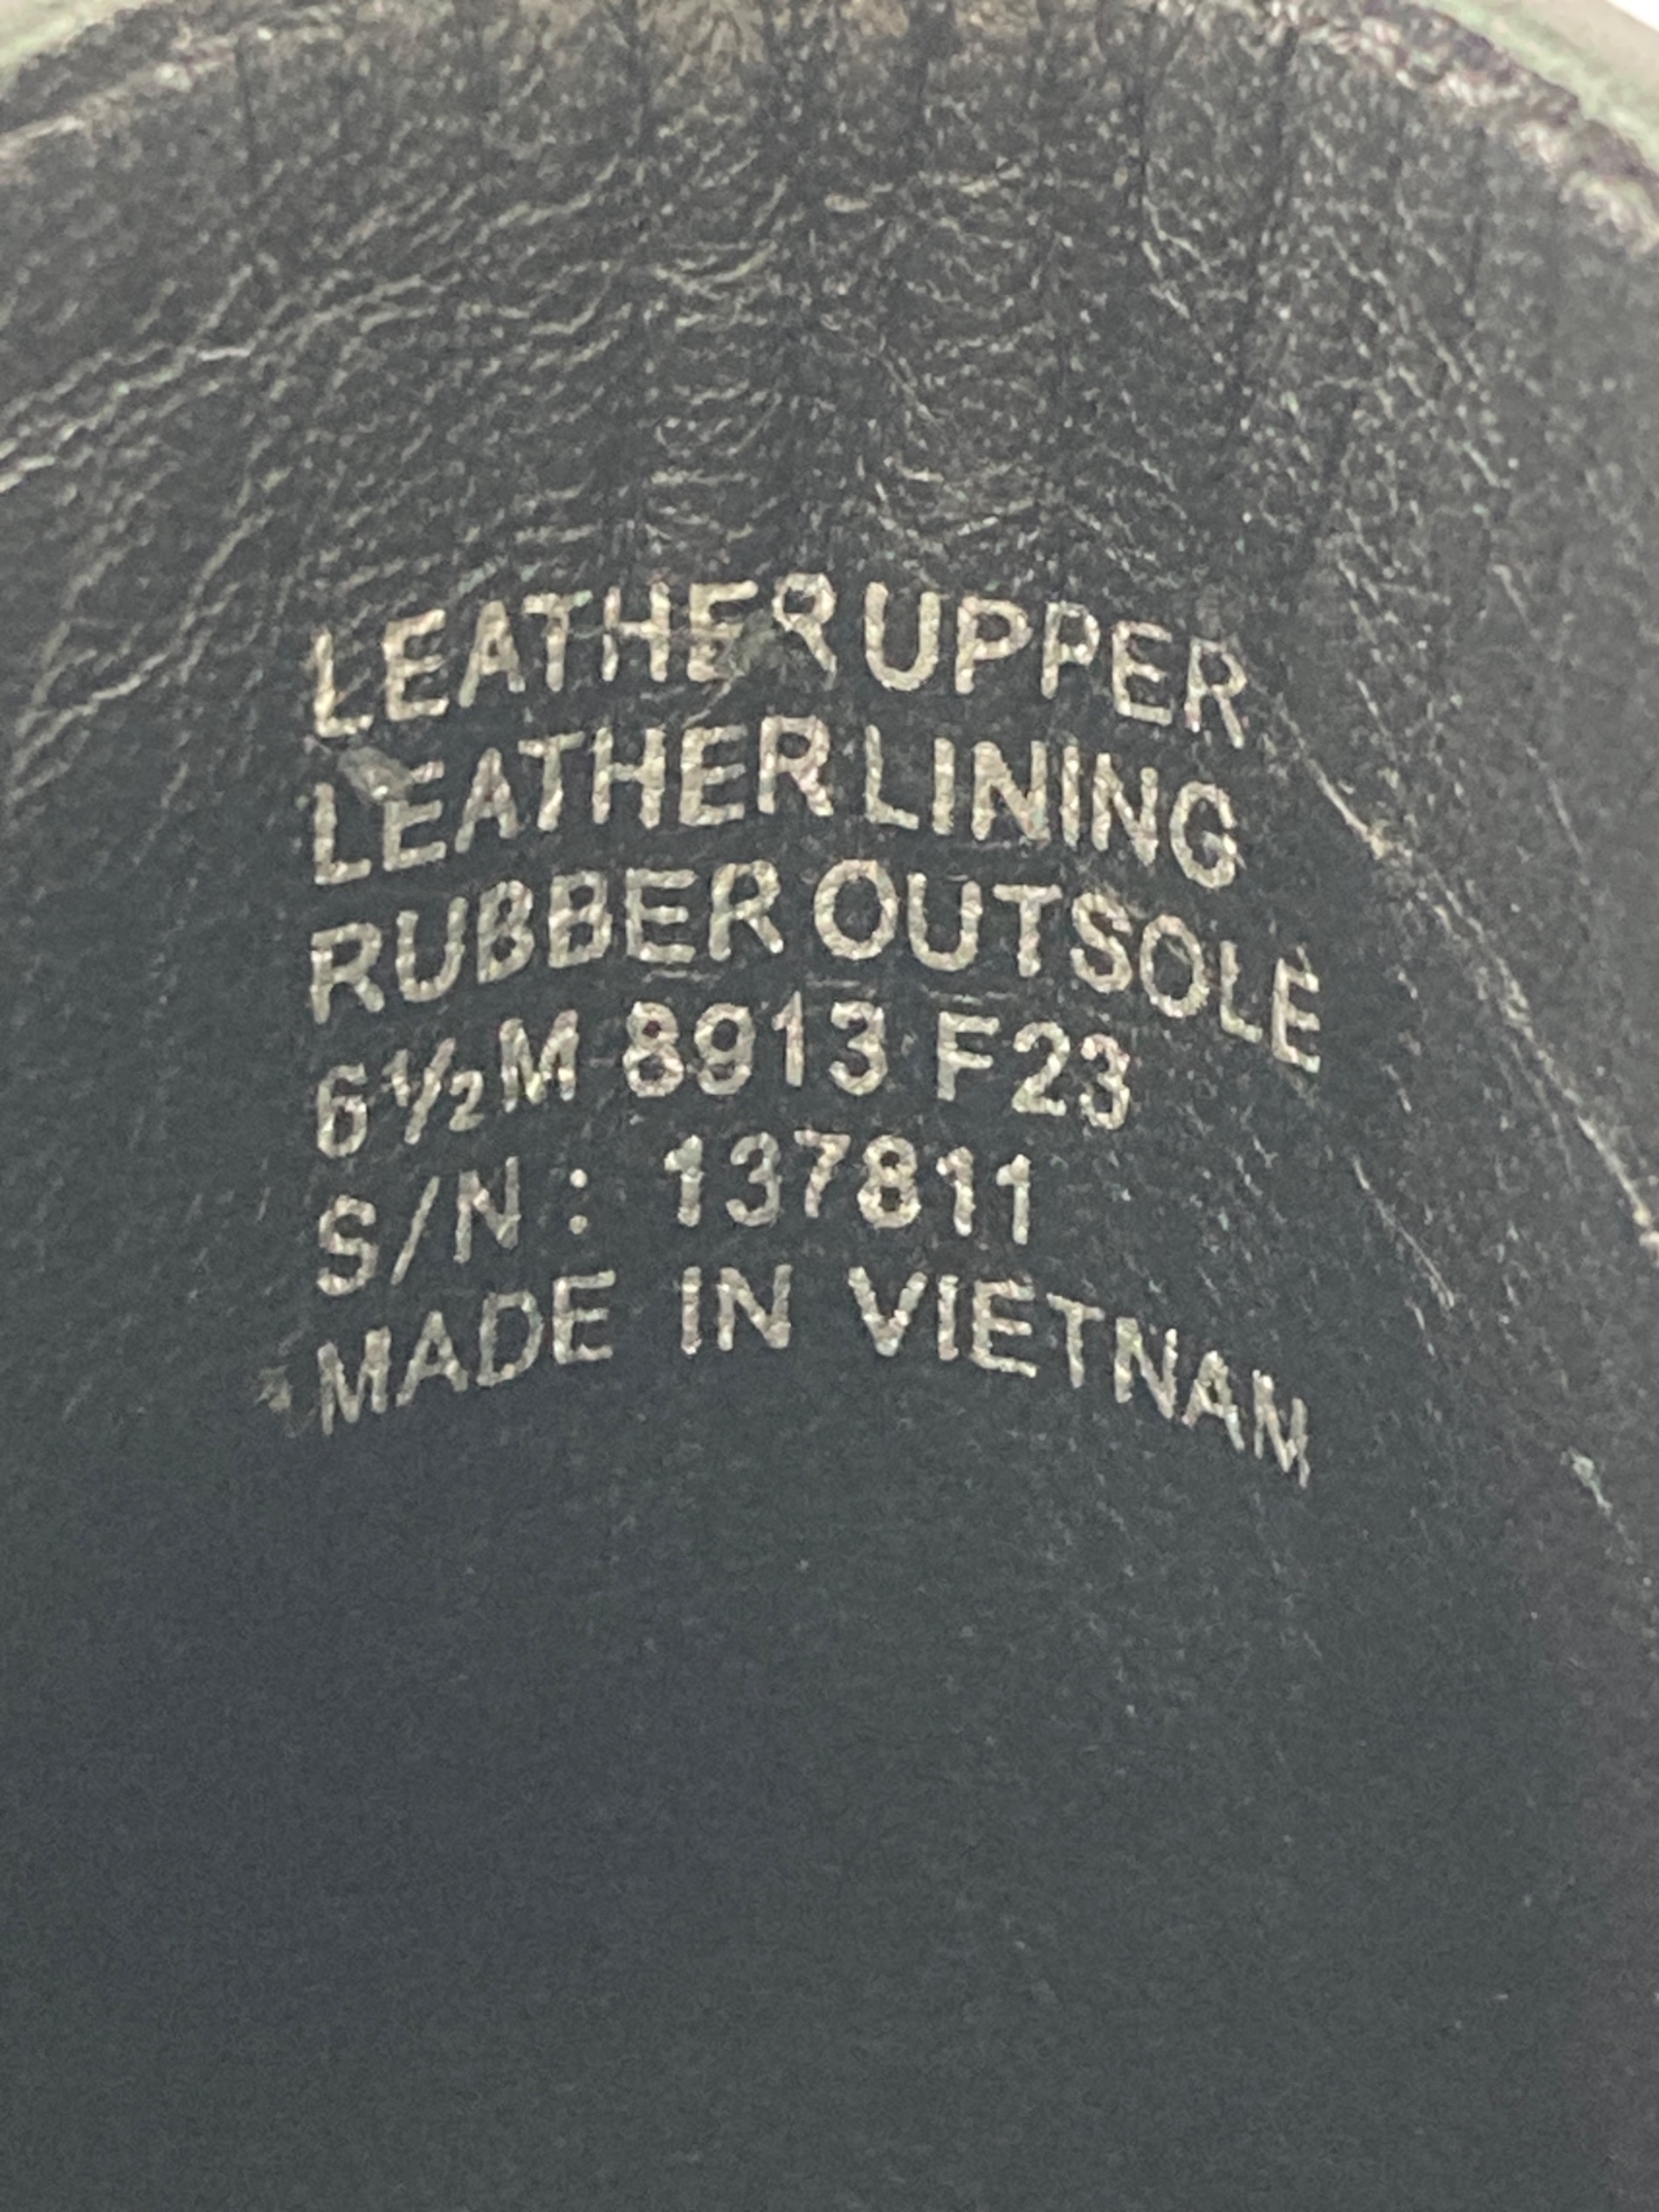 LEATHER UPPER
LEATHER LINING
RUBBER OUTSOLE
6½M 8913 F23
S/N: 137811
MADE IN VIETNAM